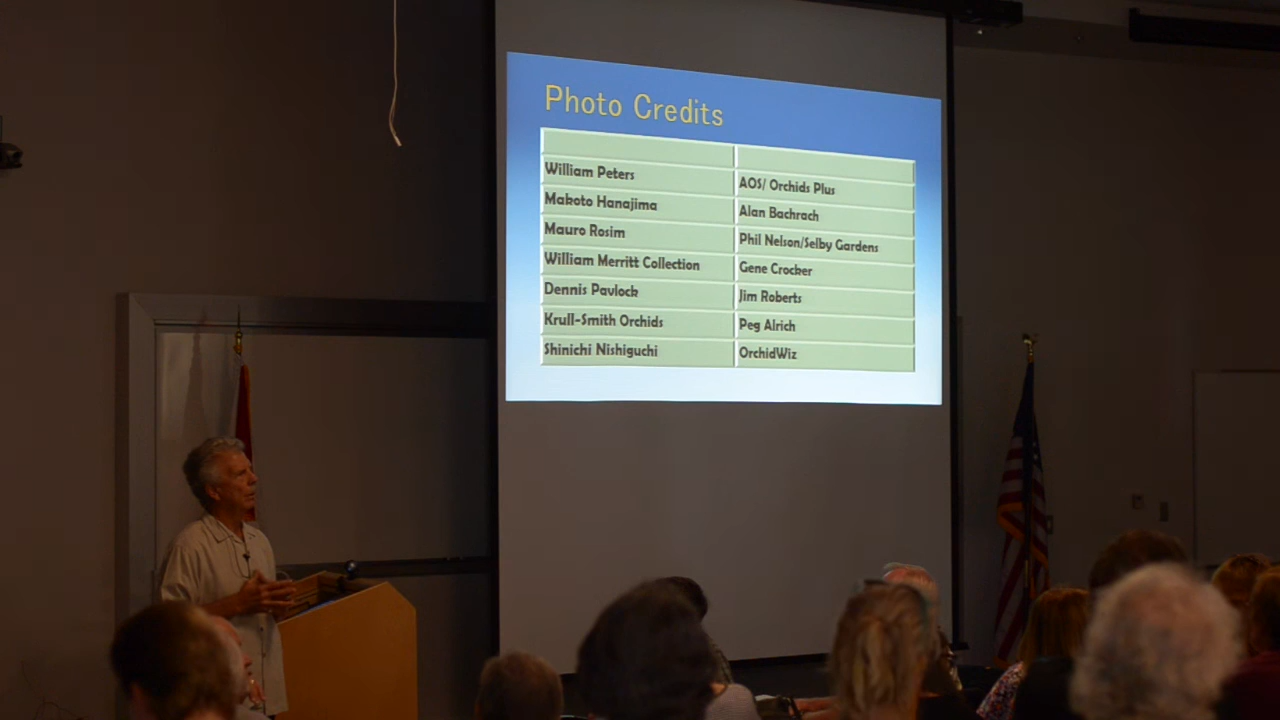 Photo Credits
William Peters
AOS/ Orchids Plus
Makoto Hanajima
Alan Bachrach
Mauro Rosim
Phil Nelson/Selby Gardens
William Merritt Collection
Gene Crocker
Dennis Pavlock
Jim Roberts
Krull-Smith Orchids
Peg Alrich
Shinichi Nishiguchi
OrchidWiz